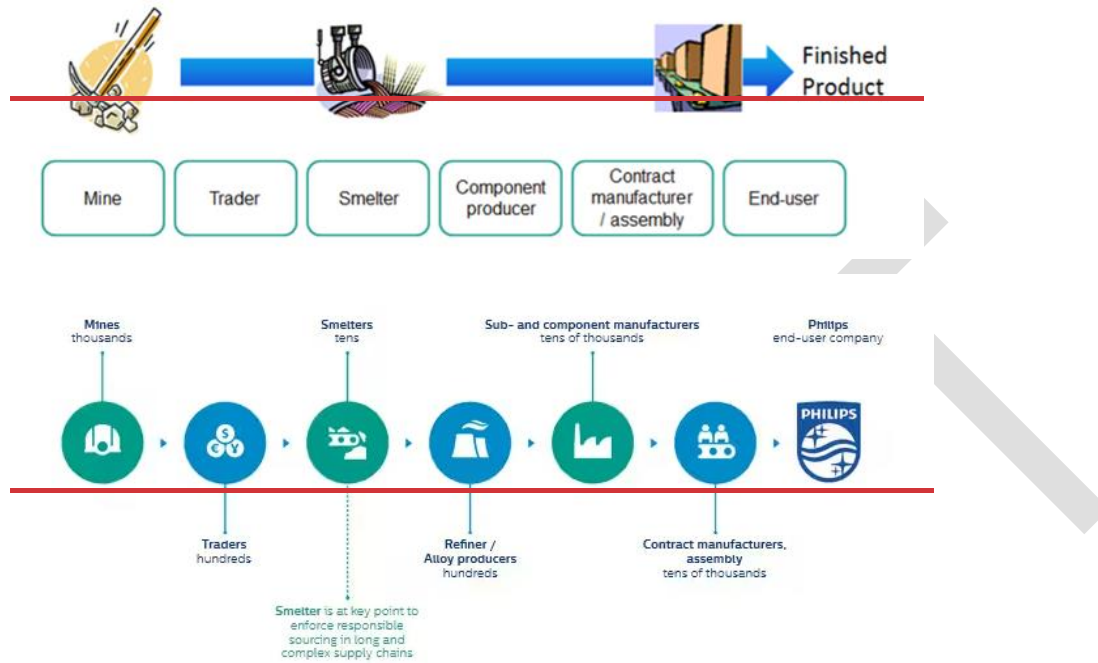 Finished
Product
Mine
Trader
Smelter
Component
producer
Contract
manufacturer
/ assembly
End-user
Mines
thousands
Smelters
tens
Sub- and component manufacturers
tens of thousands
Philips
end-user company
$
€ ¥
PHILIPS
Traders
hundreds
Refiner /
Alloy producers
hundreds
Contract manufacturers,
assembly
tens of thousands
Smelter is at key point to
enforce responsible
sourcing in long and
complex supply chains